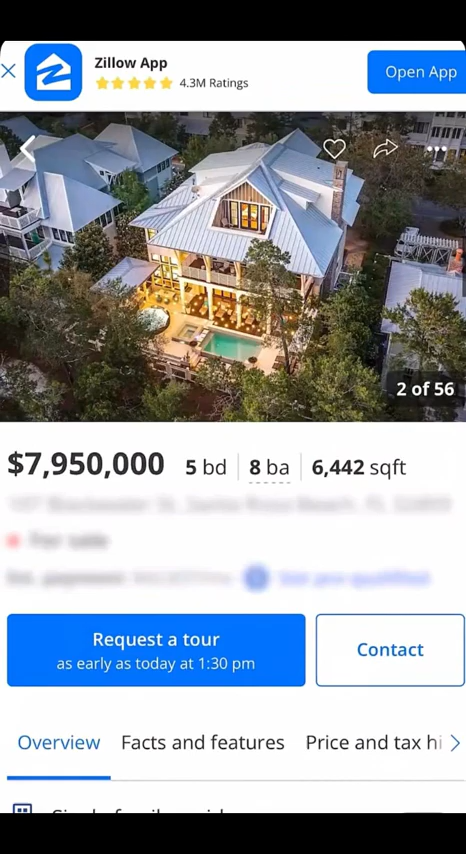 Zillow App
4.3M Ratings
Open App
2 of 56
$7,950,000 5 bd 8 ba 6,442 sqft
For sale
Request a tour
as early as today at 1:30 pm
Contact
Overview Facts and features Price and tax hi